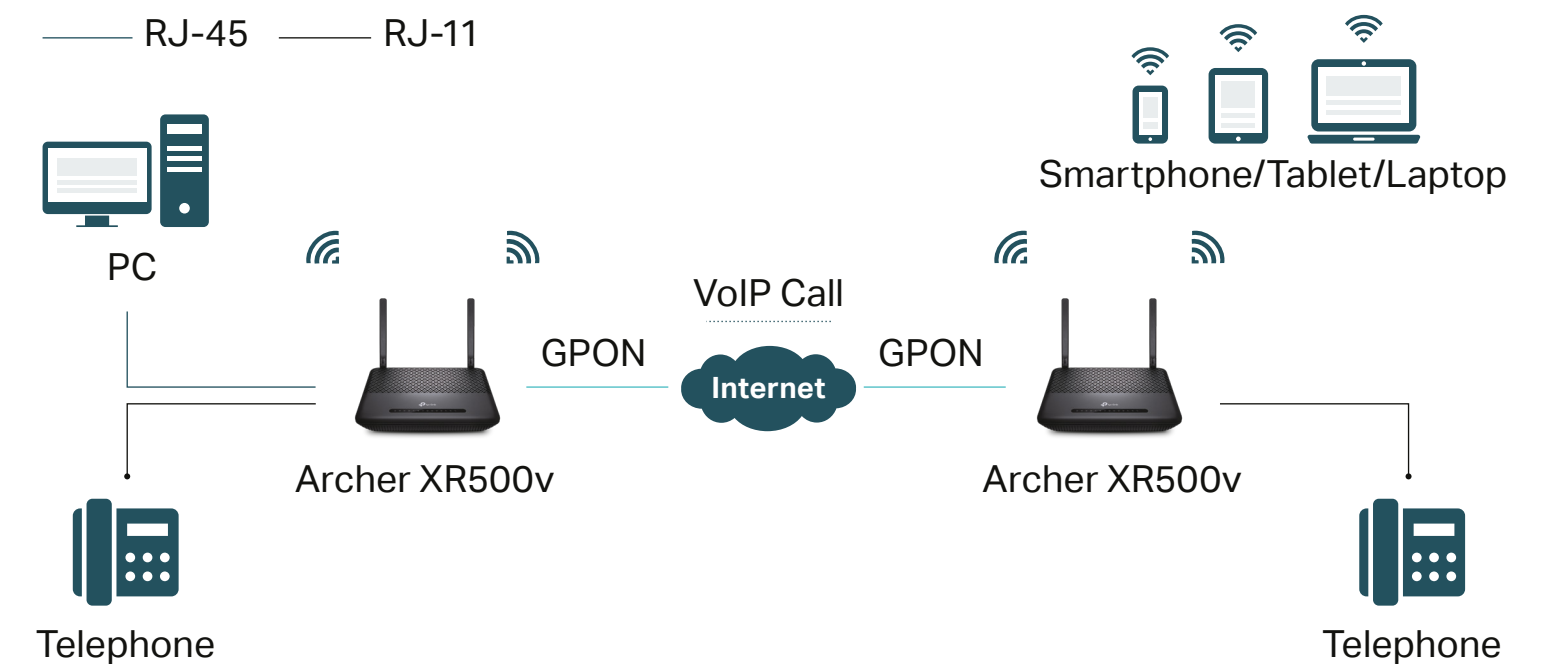 RJ-45 RJ-11
Smartphone/Tablet/Laptop
PC
VoIP Call
GPON GPON
Internet
Archer XR500v Archer XR500v
Telephone Telephone